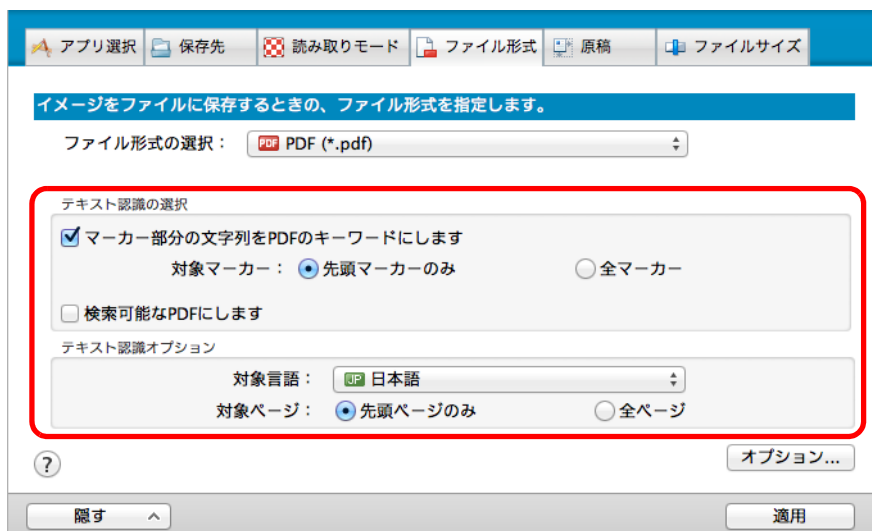 アプリ選択 保存先 読み取りモード ファイル形式 原稿 ファイルサイズ
イメージをファイルに保存するときの、ファイル形式を指定します。
ファイル形式の選択： PDF PDF (*.pdf)
テキスト認識の選択
マーカー部分の文字列をPDFのキーワードにします
対象マーカー： 先頭マーカーのみ 全マーカー
検索可能なPDFにします
テキスト認識オプション
対象言語： JP 日本語
対象ページ： 先頭ページのみ 全ページ
? オプション...
隠す 適用